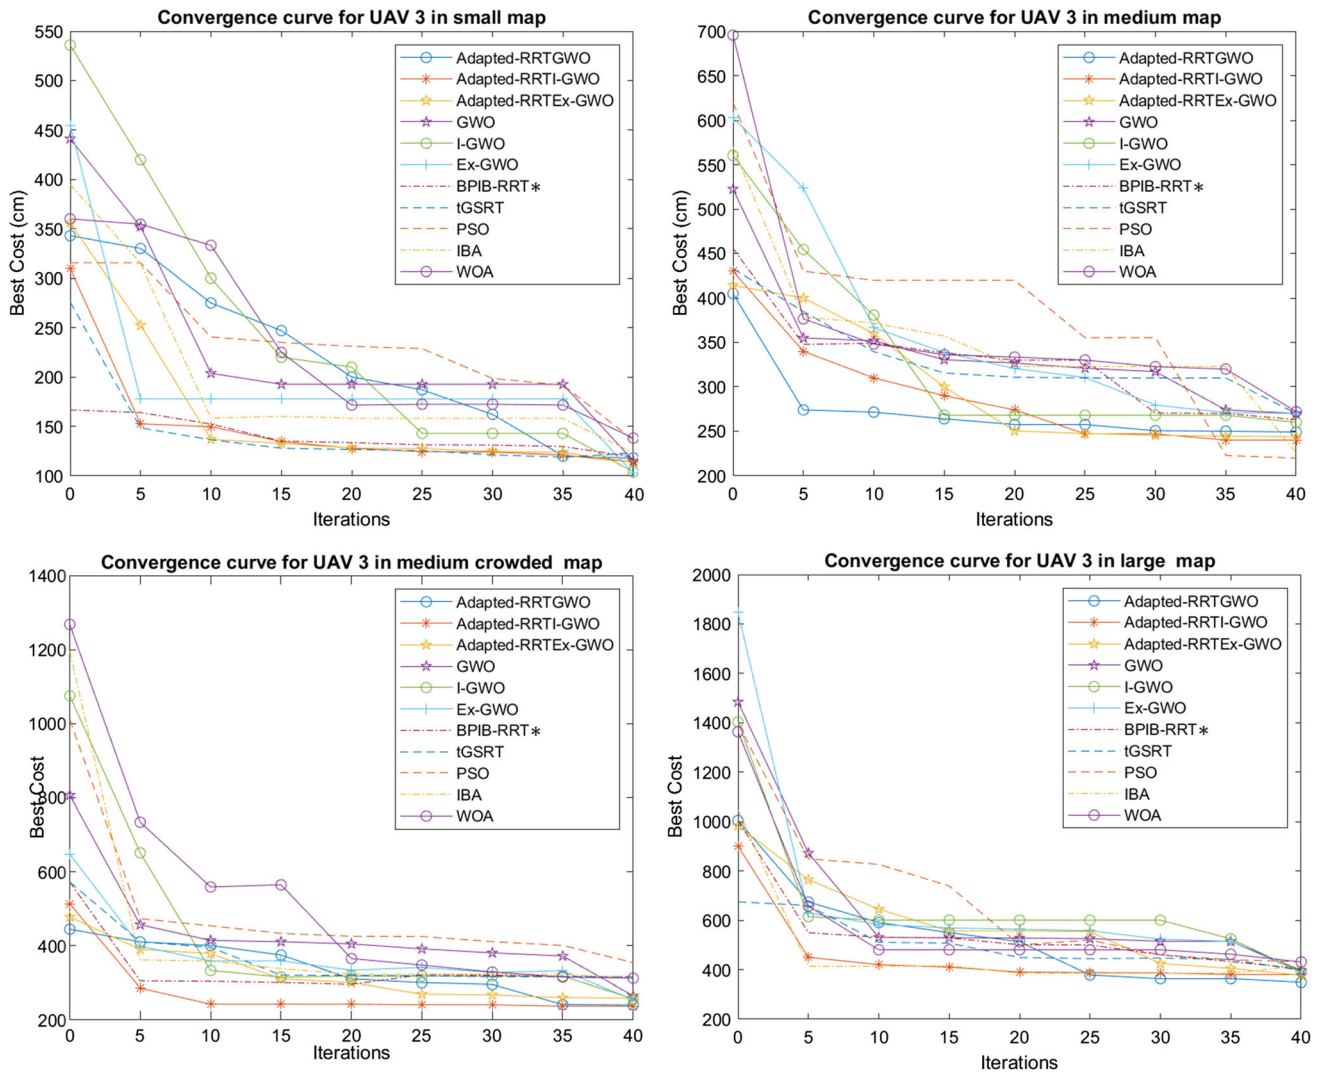 Convergence curve for UAV 3 in small map
550
500
450
400
350
300
250
200
150
100
Best Cost (cm)
0 5 10 15 20 25 30 35 40
Iterations
Adapted-RRTGWO
Adapted-RRTI-GWO
Adapted-RRTEx-GWO
GWO
I-GWO
Ex-GWO
BPIB-RRT*
tGSRT
PSO
IBA
WOA
Convergence curve for UAV 3 in medium map
700
650
600
550
500
450
400
350
300
250
200
Best Cost (cm)
0 5 10 15 20 25 30 35 40
Iterations
Adapted-RRTGWO
Adapted-RRTI-GWO
Adapted-RRTEx-GWO
GWO
I-GWO
Ex-GWO
BPIB-RRT*
tGSRT
PSO
IBA
WOA
Convergence curve for UAV 3 in medium crowded map
1400
1200
1000
800
600
400
200
Best Cost
0 5 10 15 20 25 30 35 40
Iterations
Adapted-RRTGWO
Adapted-RRTI-GWO
Adapted-RRTEx-GWO
GWO
I-GWO
Ex-GWO
BPIB-RRT*
tGSRT
PSO
IBA
WOA
Convergence curve for UAV 3 in large map
2000
1800
1600
1400
1200
1000
800
600
400
200
Best Cost
0 5 10 15 20 25 30 35 40
Iterations
Adapted-RRTGWO
Adapted-RRTI-GWO
Adapted-RRTEx-GWO
GWO
I-GWO
Ex-GWO
BPIB-RRT*
tGSRT
PSO
IBA
WOA